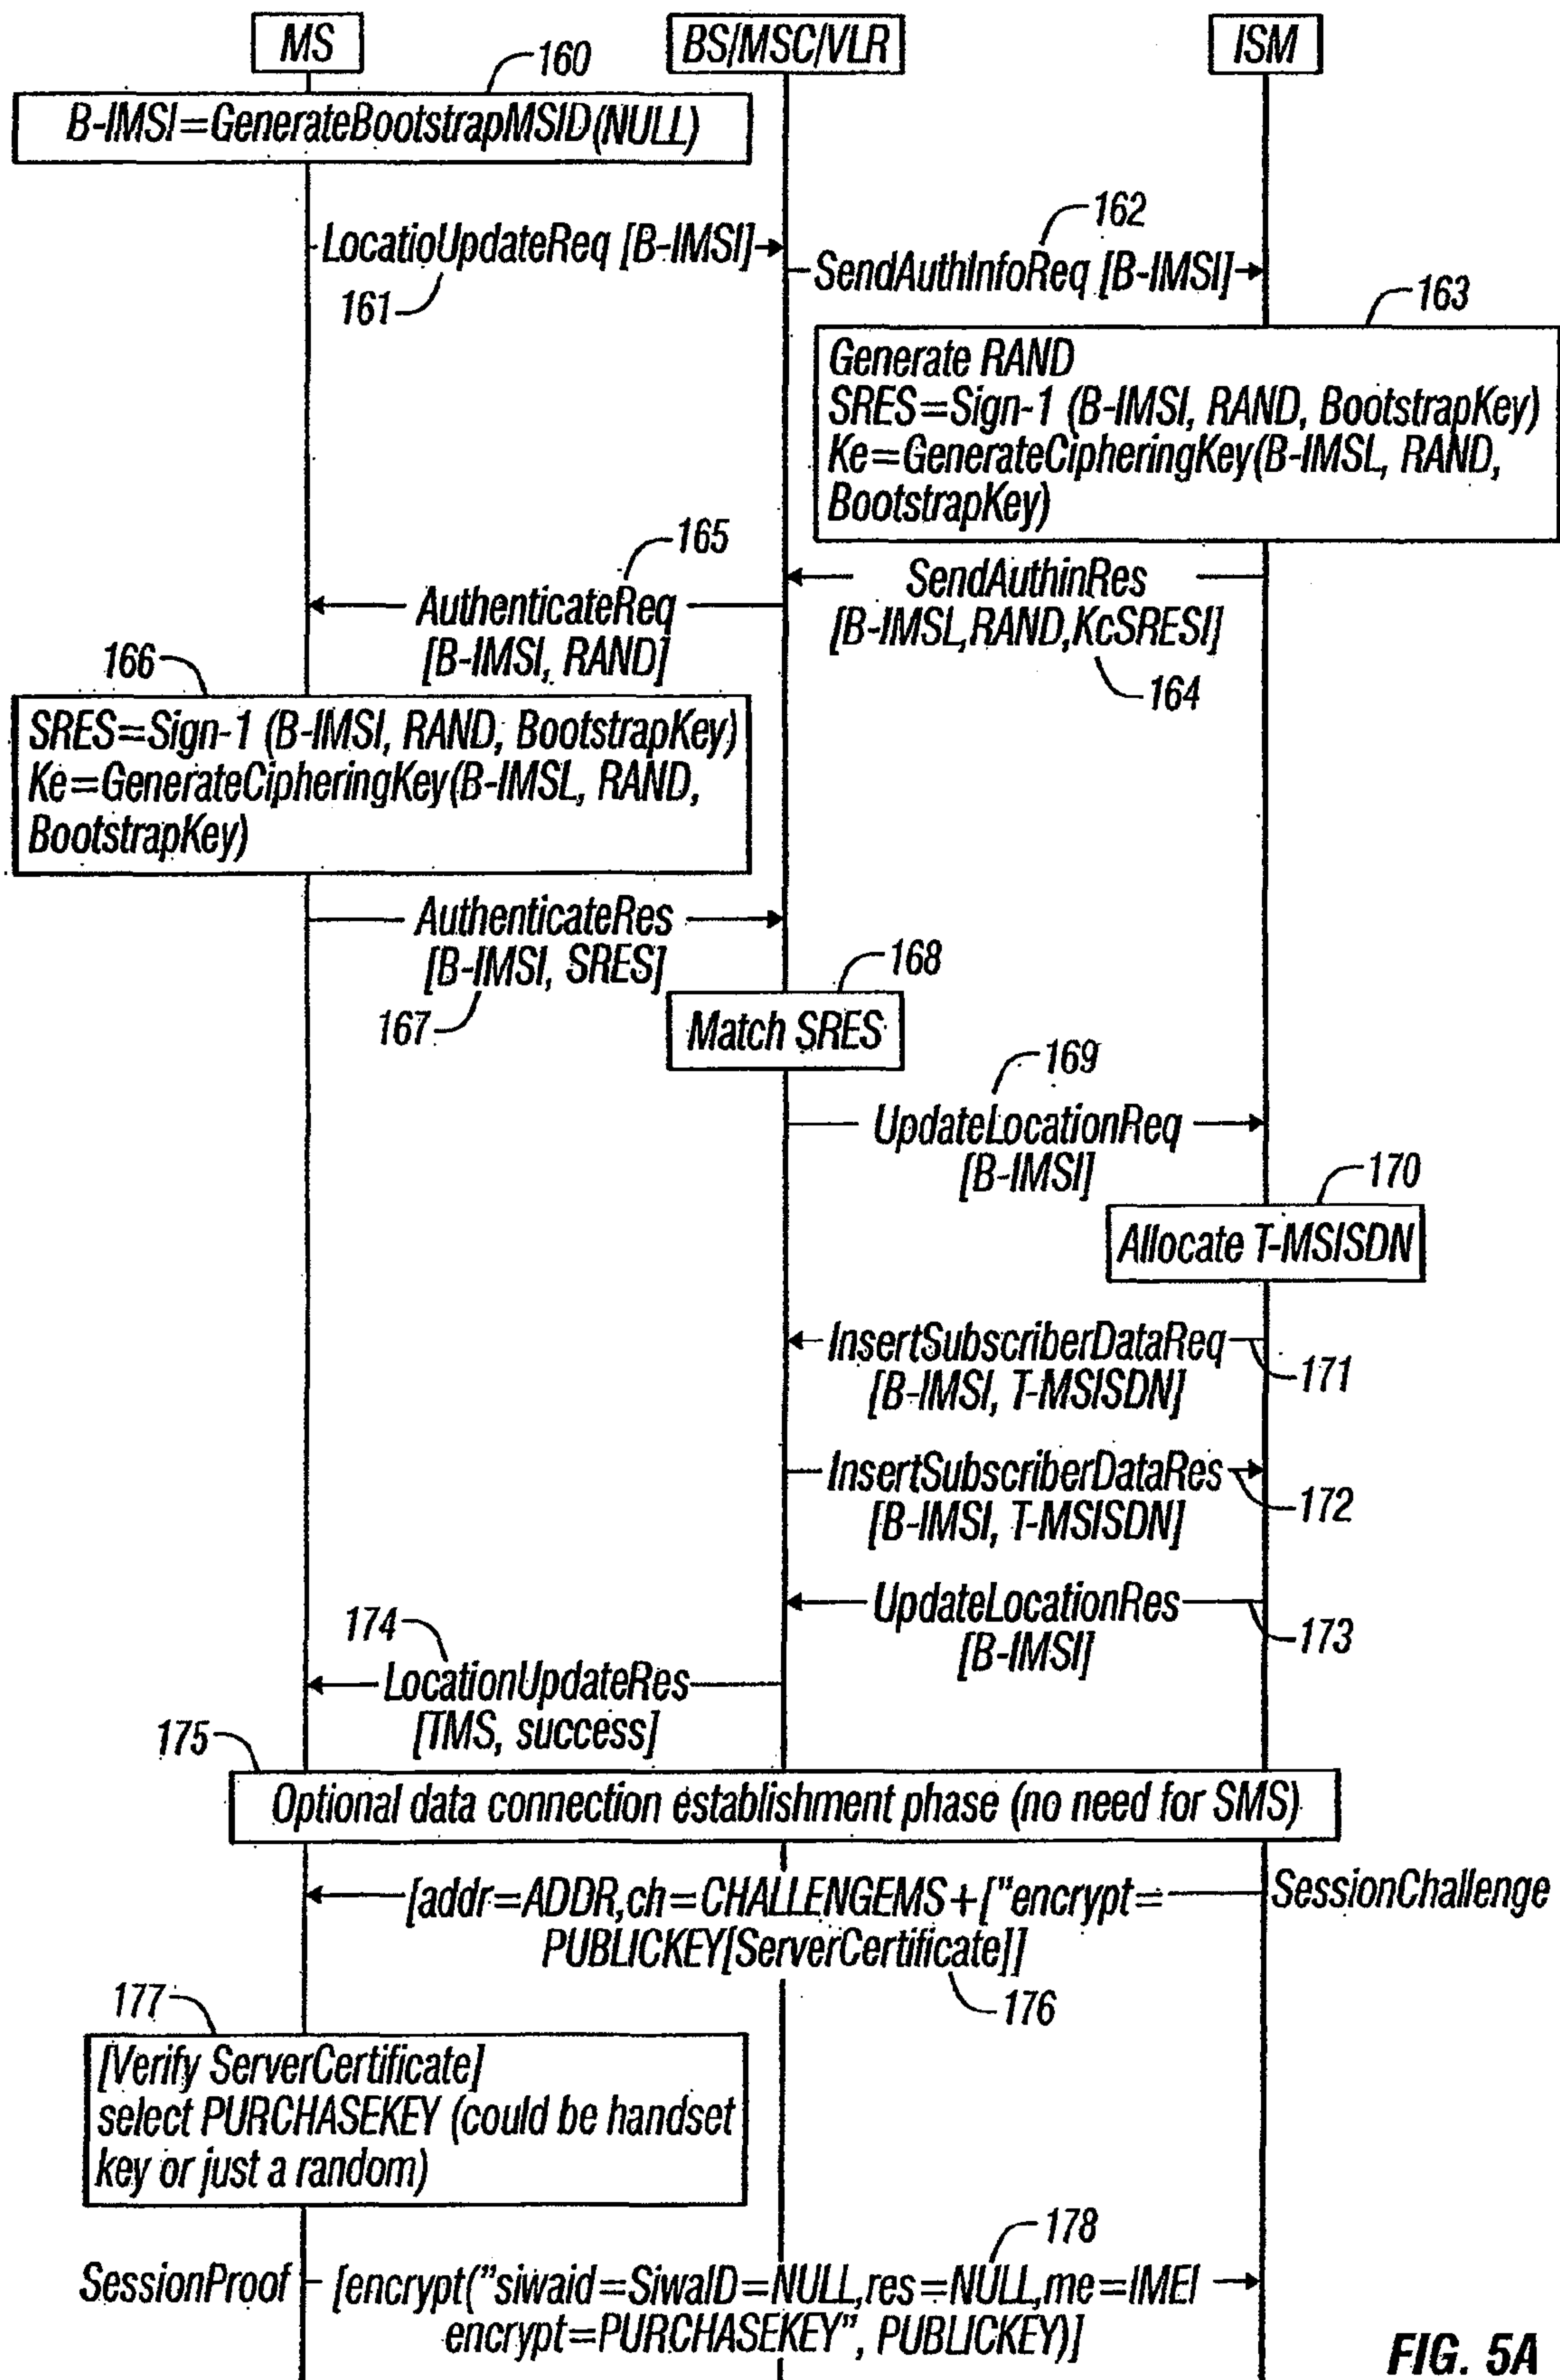 MS
BS/MSC/VLR
ISM
160
B-IMSI=GenerateBootstrapMSID(NULL)
162
LocatioUpdateReq [B-IMSI]
SendAuthInfoReq [B-IMSI]
161
163
Generate RAND
SRES=Sign-1 (B-IMSI, RAND, BootstrapKey)
Ke=GenerateCipheringKey(B-IMSL, RAND,
BootstrapKey)
165
SendAuthinRes
[B-IMSL,RAND,KcSRESI]
164
AuthenticateReq
[B-IMSI, RAND]
166
SRES=Sign-1 (B-IMSI, RAND, BootstrapKey)
Ke=GenerateCipheringKey(B-IMSL, RAND,
BootstrapKey)
AuthenticateRes
[B-IMSI, SRES]
167
168
Match SRES
169
UpdateLocationReq
[B-IMSI]
170
Allocate T-MSISDN
InsertSubscriberDataReq
[B-IMSI, T-MSISDN]
171
InsertSubscriberDataRes
[B-IMSI, T-MSISDN]
172
UpdateLocationRes
[B-IMSI]
173
174
LocationUpdateRes
[TMS, success]
175
Optional data connection establishment phase (no need for SMS)
[addr=ADDR,ch=CHALLENGEMS+["encrypt= SessionChallenge
PUBLICKEY[ServerCertificate]]
176
177
[Verify ServerCertificate]
select PURCHASEKEY (could be handset
key or just a random)
178
SessionProof [encrypt("siwaid=SiwaID=NULL,res=NULL,me=IMEI
encrypt=PURCHASEKEY", PUBLICKEY)]
FIG. 5A